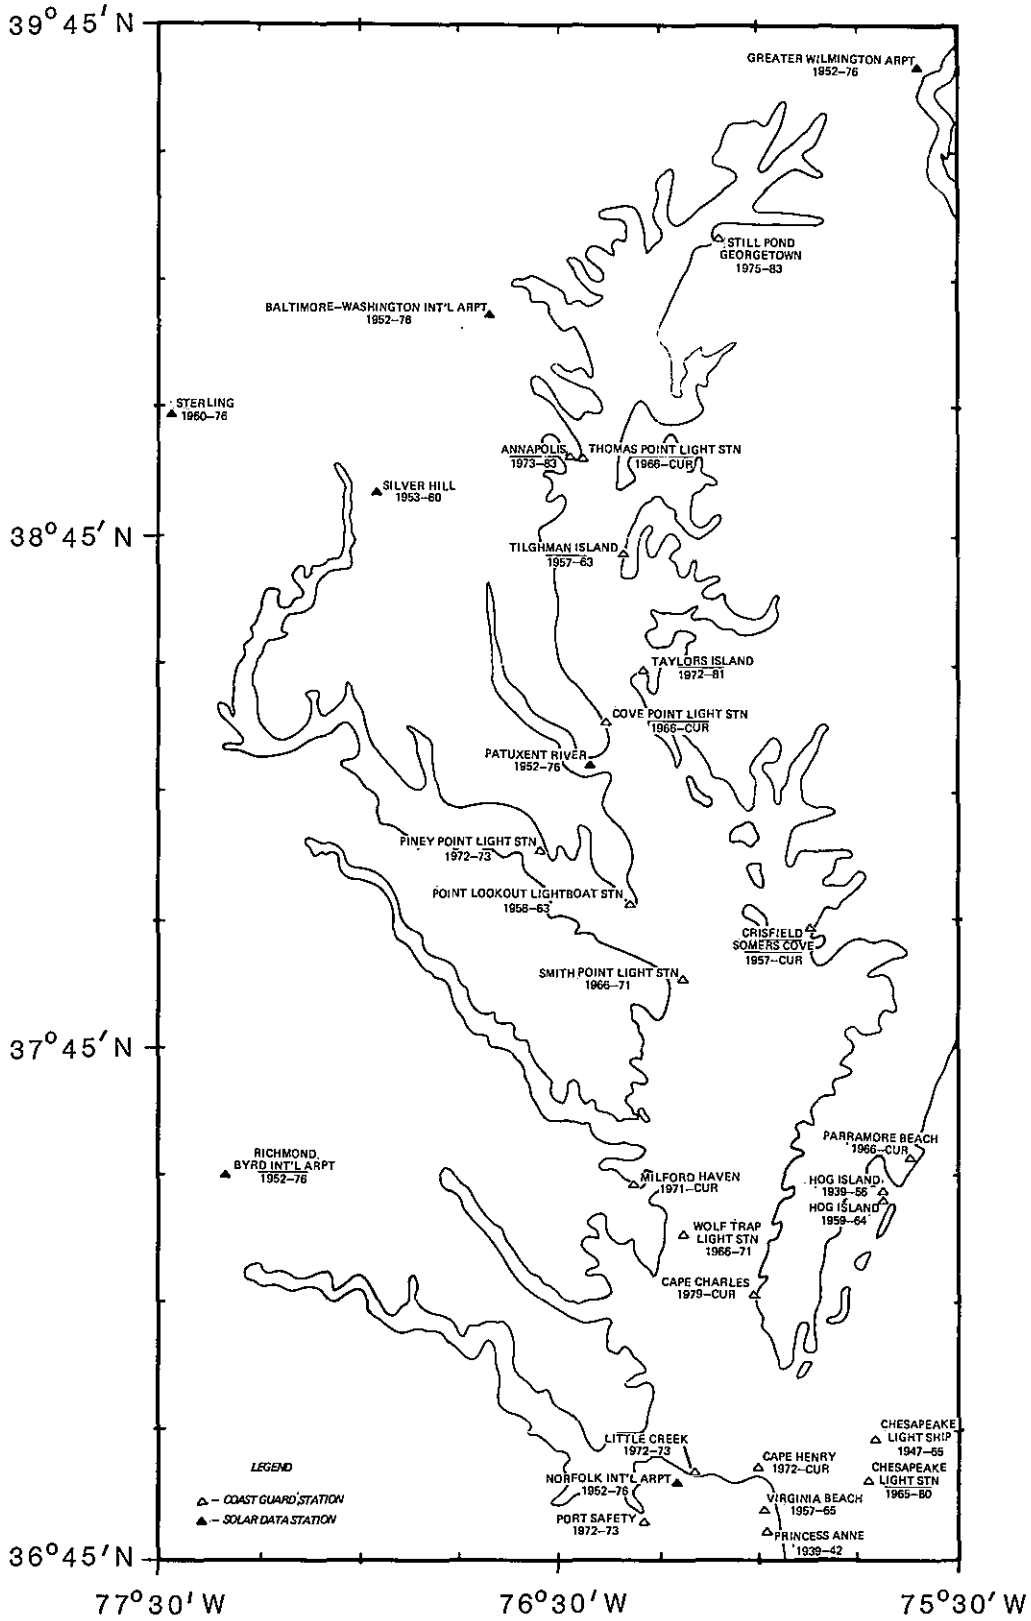 39°45'N
GREATER WILMINGTON ARPT
1952-76
STILL POND
GEORGETOWN
1975-83
BALTIMORE-WASHINGTON INT'L ARPT
1952-76
STERLING
1960-76
ANNAPOLIS
1973-83
THOMAS POINT LIGHT STN
1966-CUR
SILVER HILL
1953-60
38°45'N
TILGHMAN ISLAND
1957-63
TAYLORS ISLAND
1972-81
COVE POINT LIGHT STN
1966-CUR
PATUXENT RIVER
1952-76
PINEY POINT LIGHT STN
1972-73
POINT LOOKOUT LIGHTBOAT STN
1958-63
CRISFIELD
SOMERS COVE
1957-CUR
SMITH POINT LIGHT STN
1966-71
37°45'N
PARRAMORE BEACH
1966-CUR
RICHMOND,
BYRD INT'L ARPT
1952-76
MILFORD HAVEN
1971-CUR
HOG ISLAND
1939-56
HOG ISLAND
1959-64
WOLF TRAP
LIGHT STN
1966-71
CAPE CHARLES
1979-CUR
CHESAPEAKE
LIGHT SHIP
1947-65
LITTLE CREEK
1972-73
CAPE HENRY
1972-CUR
CHESAPEAKE
LIGHT STN
1965-80
NORFOLK INT'L ARPT
1952-76
VIRGINIA BEACH
1957-65
PORT SAFETY
1972-73
PRINCESS ANNE
1939-42
LEGEND
△ - COAST GUARD STATION
▲ - SOLAR DATA STATION
36°45'N
77°30'W
76°30'W
75°30'W